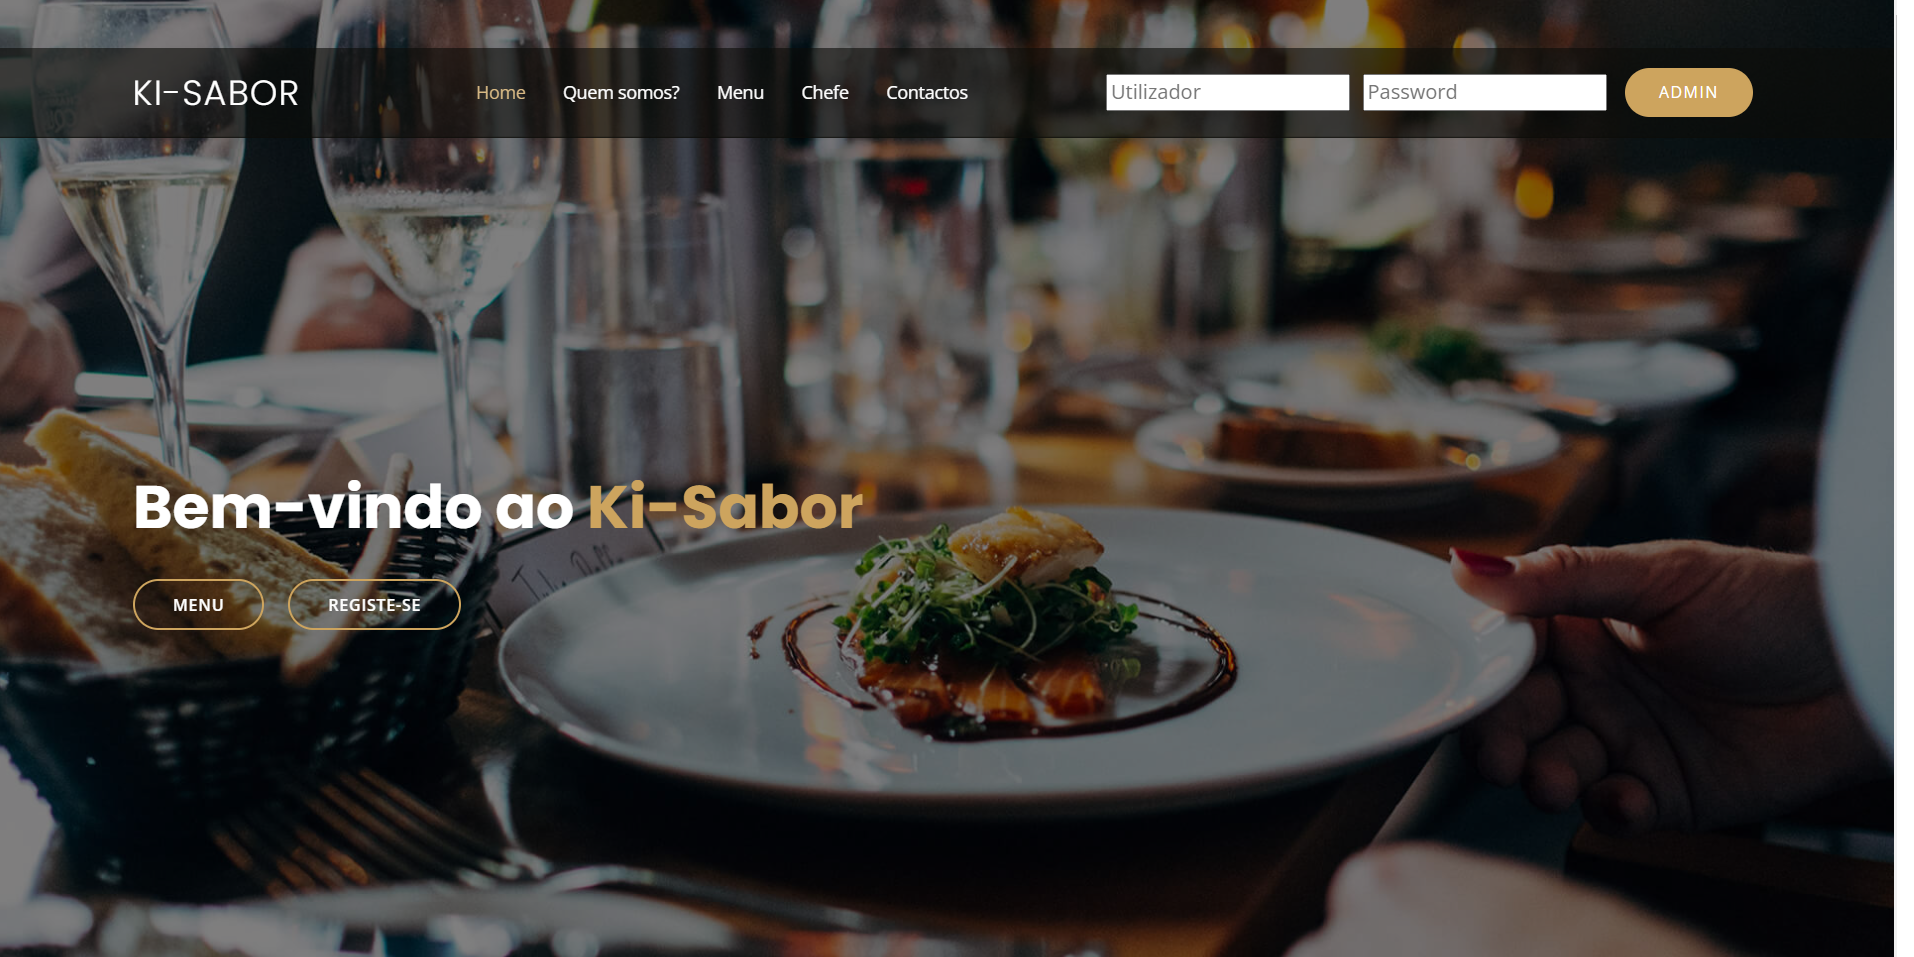 KI-SABOR
Home Quem somos? Menu Chefe Contactos
Utilizador Password ADMIN
Bem-vindo ao Ki-Sabor
MENU REGISTE-SE